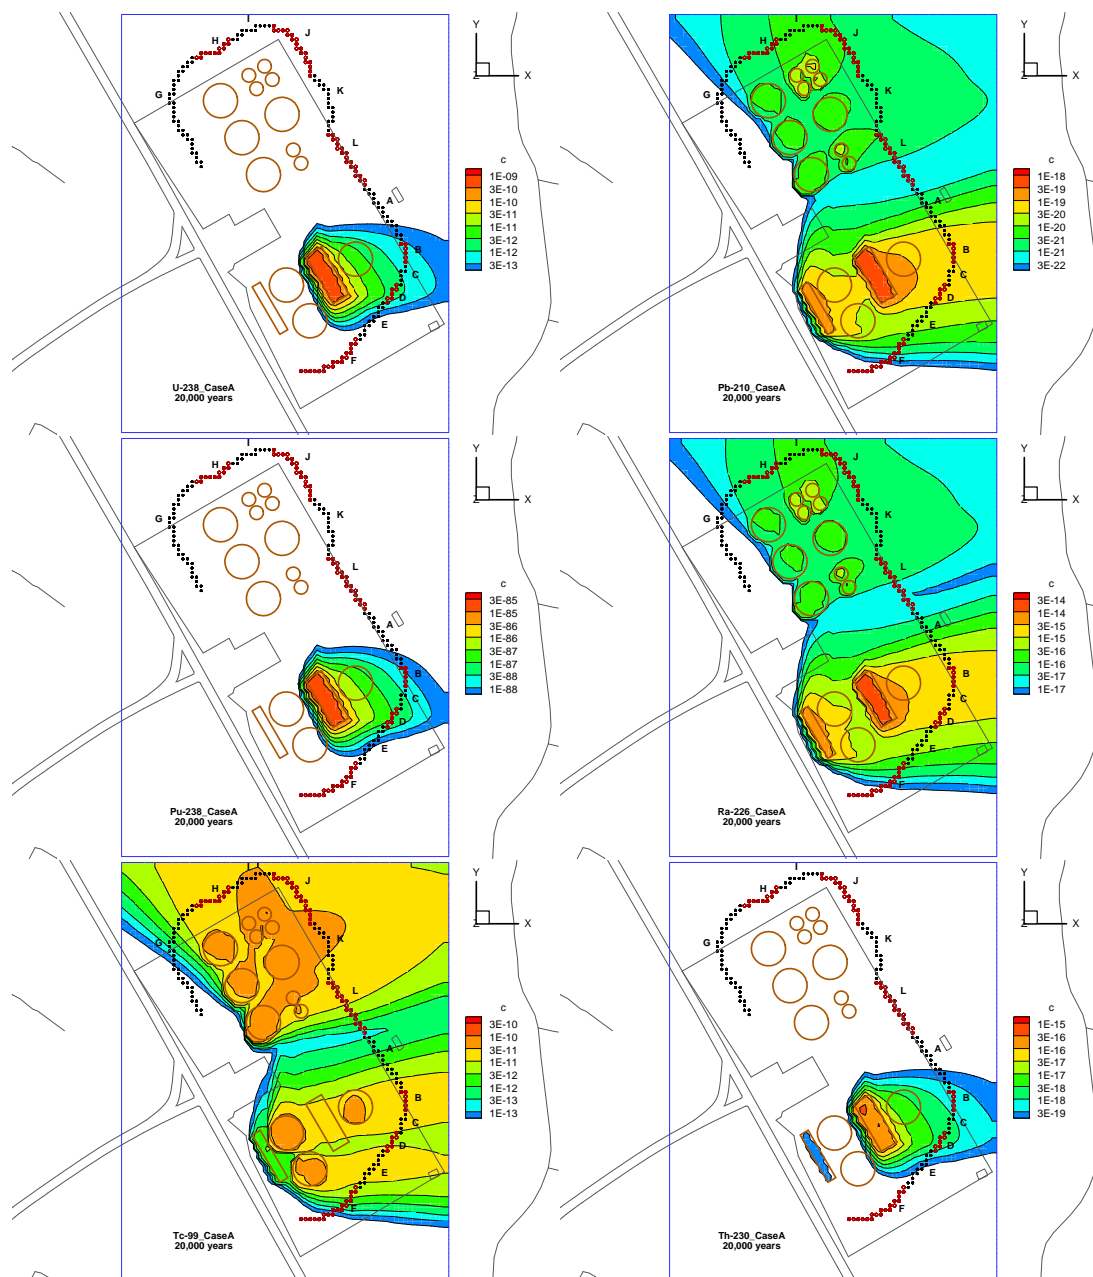 Y
X
Z
H
I
J
G
K
L
A
B
C
D
E
F
c
1E-09
3E-10
1E-10
3E-11
1E-11
3E-12
1E-12
3E-13
U-238_CaseA
20,000 years
Y
X
Z
H
I
J
G
K
L
A
B
C
D
E
F
c
1E-18
3E-19
1E-19
3E-20
1E-20
3E-21
1E-21
3E-22
Pb-210_CaseA
20,000 years
Y
X
Z
H
I
J
G
K
L
A
B
C
D
E
F
c
3E-85
1E-85
3E-86
1E-86
3E-87
1E-87
3E-88
1E-88
Pu-238_CaseA
20,000 years
Y
X
Z
H
I
J
G
K
L
A
B
C
D
E
F
c
3E-14
1E-14
3E-15
1E-15
3E-16
1E-16
3E-17
1E-17
Ra-226_CaseA
20,000 years
Y
X
Z
H
I
J
G
K
L
A
B
C
D
E
F
c
3E-10
1E-10
3E-11
1E-11
3E-12
1E-12
3E-13
1E-13
Tc-99_CaseA
20,000 years
Y
X
Z
H
I
J
G
K
L
A
B
C
D
E
F
c
1E-15
3E-16
1E-16
3E-17
1E-17
3E-18
1E-18
3E-19
Th-230_CaseA
20,000 years